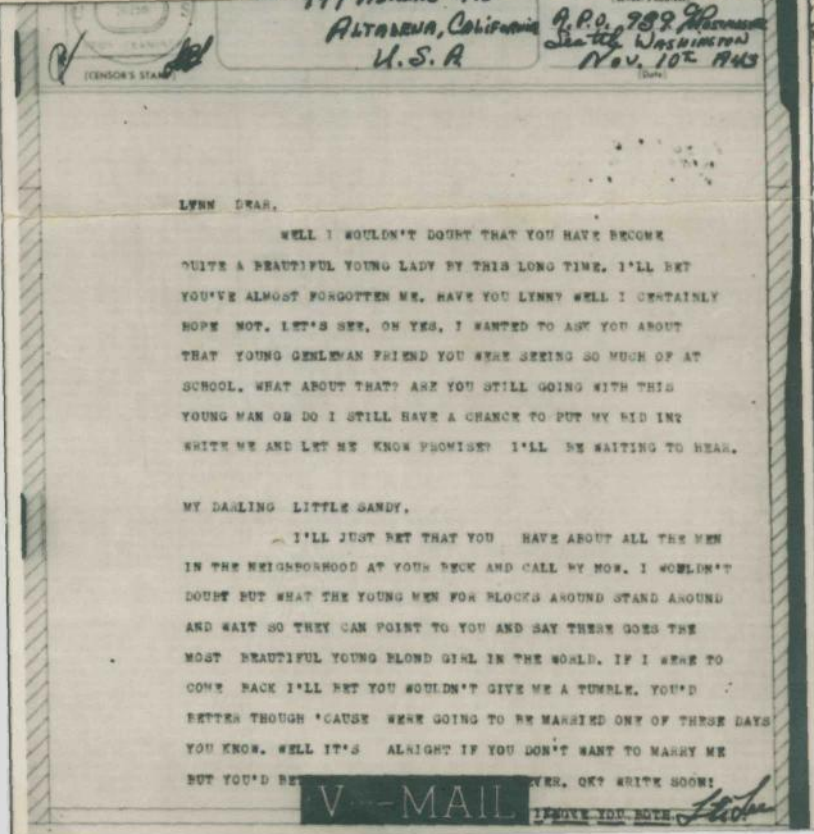 ALTADENA, CALIFORNIA
U.S.A
A.P.O. 989 % Postmaster
Seattle WASHINGTON
NOV. 10TH 1943
(CENSOR'S STAMP)
(Date)
LYNN DEAR,
WELL I WOULDN'T DOUBT THAT YOU HAVE BECOME
QUITE A BEAUTIFUL YOUNG LADY BY THIS LONG TIME. I'LL BET
YOU'VE ALMOST FORGOTTEN ME. HAVE YOU LYNN? WELL I CERTAINLY
HOPE NOT. LET'S SEE. OH YES, I WANTED TO ASK YOU ABOUT
THAT YOUNG GENLEMAN FRIEND YOU WERE SEEING SO MUCH OF AT
SCHOOL. WHAT ABOUT THAT? ARE YOU STILL GOING WITH THIS
YOUNG MAN OR DO I STILL HAVE A CHANCE TO PUT MY BID IN?
WRITE ME AND LET ME KNOW PROMISE? I'LL BE WAITING TO HEAR.
MY DARLING LITTLE SANDY,
I'LL JUST BET THAT YOU HAVE ABOUT ALL THE MEN
IN THE NEIGHBORHOOD AT YOUR BECK AND CALL BY NOW. I WOULDN'T
DOUBT BUT WHAT THE YOUNG MEN FOR BLOCKS AROUND STAND AROUND
AND WAIT SO THEY CAN POINT TO YOU AND SAY THERE GOES THE
MOST BEAUTIFUL YOUNG BLOND GIRL IN THE WORLD. IF I WERE TO
COME BACK I'LL BET YOU WOULDN'T GIVE ME A TUMBLE. YOU'D
BETTER THOUGH 'CAUSE WERE GOING TO BE MARRIED ONE OF THESE DAYS
YOU KNOW. WELL IT'S ALRIGHT IF YOU DON'T WANT TO MARRY ME
BUT YOU'D BE EVER. OK? WRITE SOON!
V--MAIL
I LOVE YOU BOTH